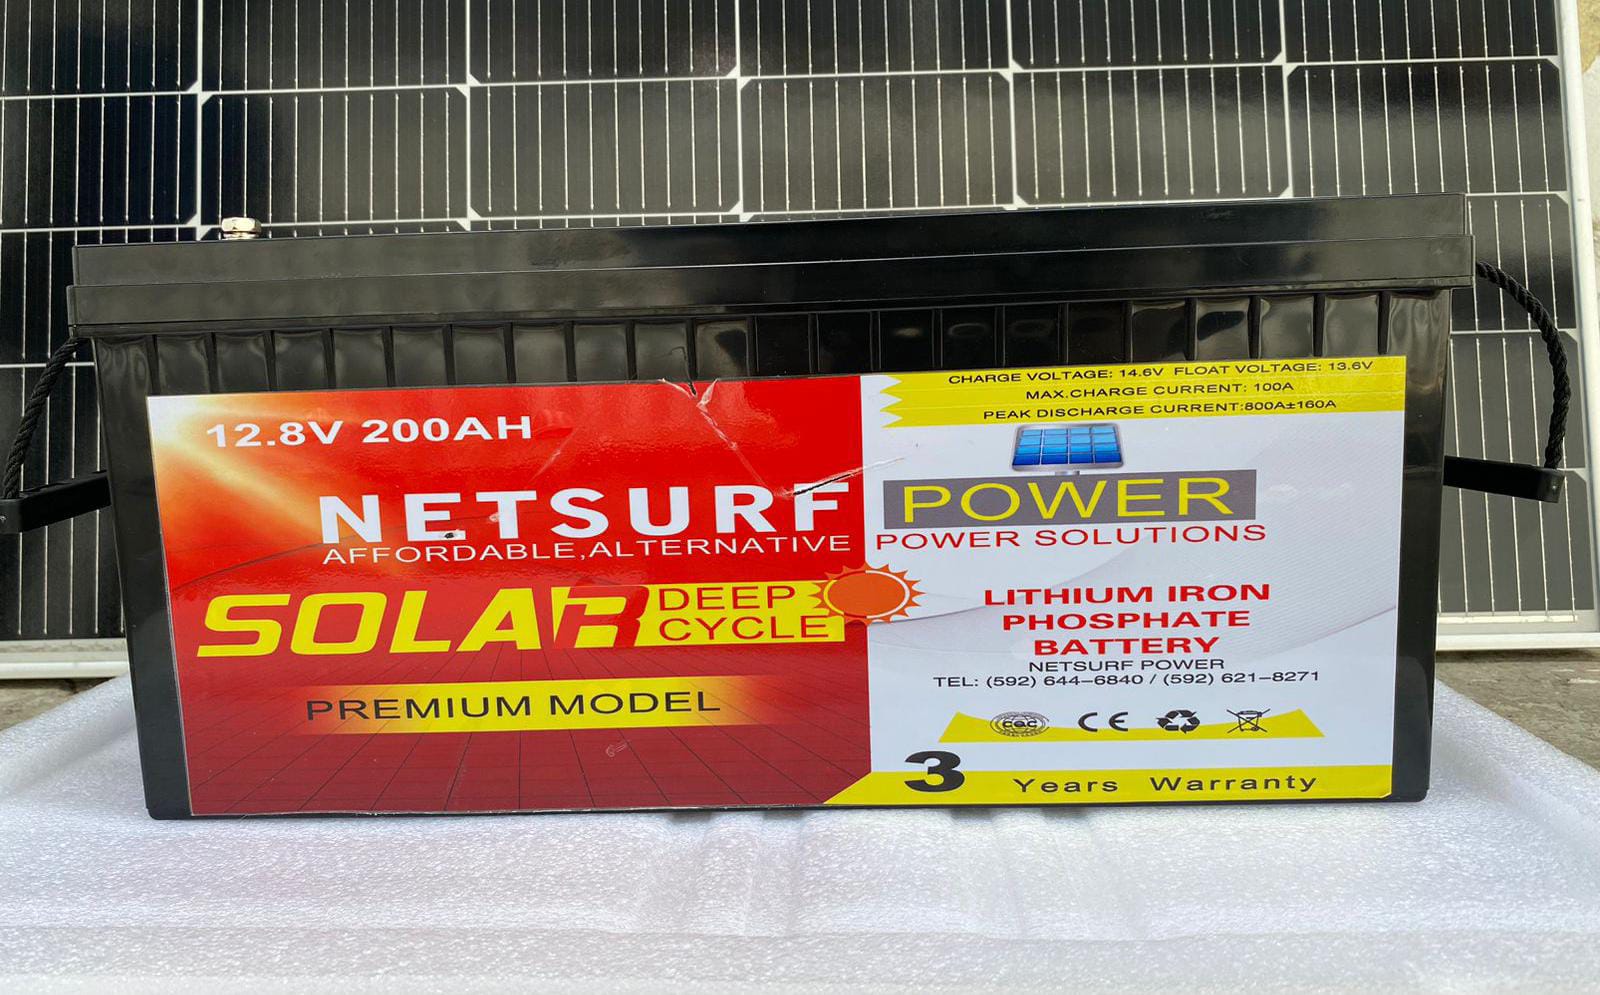 12.8V 200AH
NETSURF
AFFORDABLE,ALTERNATIVE
SOLAR DEEP
CYCLE
PREMIUM MODEL
CHARGE VOLTAGE: 14.6V FLOAT VOLTAGE: 13.6V
MAX.CHARGE CURRENT: 100A
PEAK DISCHARGE CURRENT:800A±160A
POWER
POWER SOLUTIONS
LITHIUM IRON
PHOSPHATE
BATTERY
NETSURF POWER
TEL: (592) 644-6840 / (592) 621-8271
CQC CE
3 Years Warranty